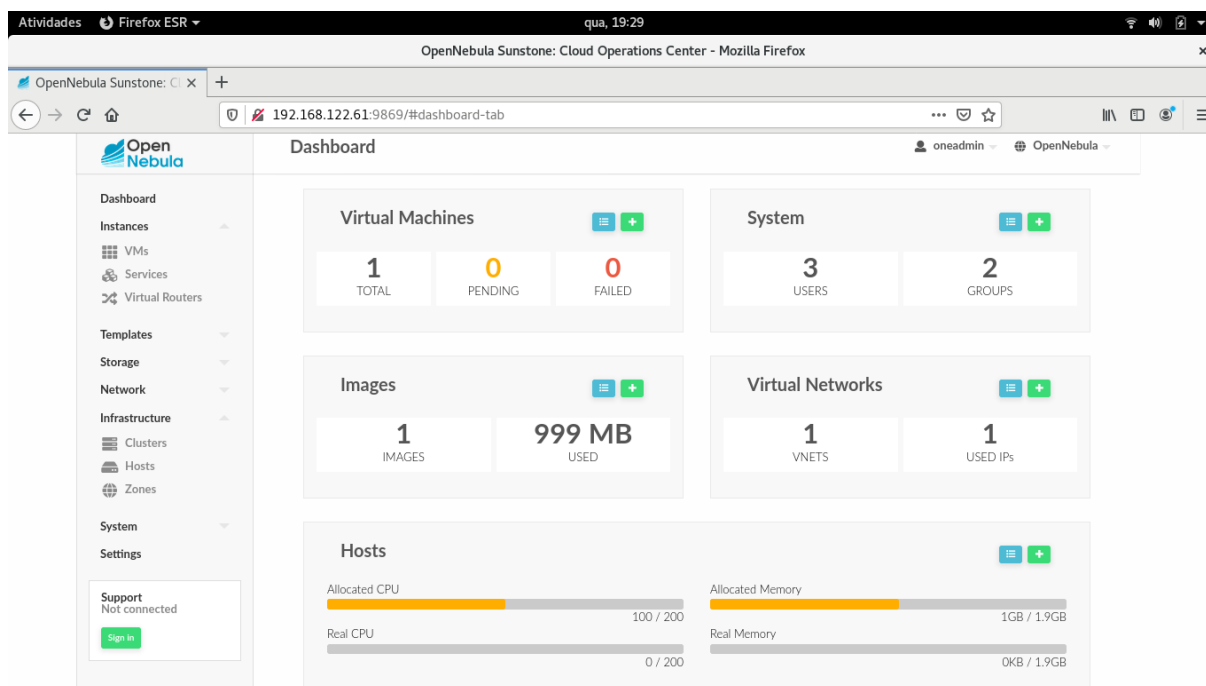 Atividades Firefox ESR qua, 19:29
OpenNebula Sunstone: Cloud Operations Center - Mozilla Firefox
OpenNebula Sunstone: Cl
192.168.122.61:9869/#dashboard-tab
Open
Nebula
Dashboard
oneadmin OpenNebula
Dashboard
Instances
VMs
Services
Virtual Routers
Templates
Storage
Network
Infrastructure
Clusters
Hosts
Zones
System
Settings
Support
Not connected
Sign in
Virtual Machines
1 0 0
TOTAL PENDING FAILED
System
3 2
USERS GROUPS
Images
1 999 MB
IMAGES USED
Virtual Networks
1 1
VNETS USED IPs
Hosts
Allocated CPU
100 / 200
Real CPU
0 / 200
Allocated Memory
1GB / 1.9GB
Real Memory
0KB / 1.9GB